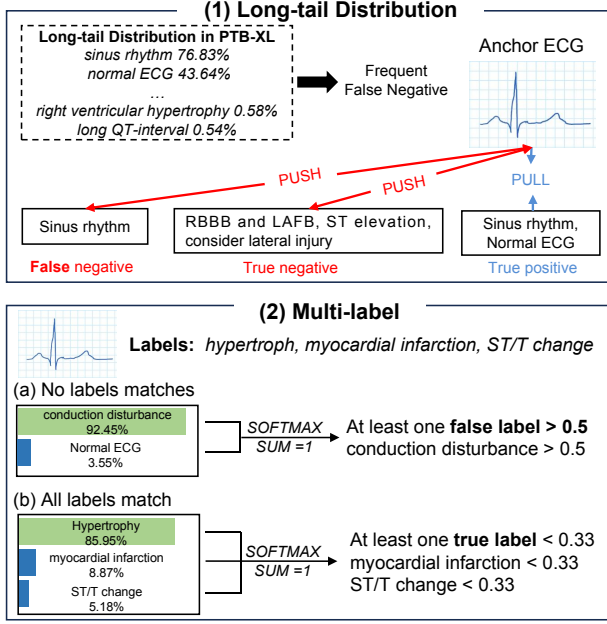 (1) Long-tail Distribution
Long-tail Distribution in PTB-XL
sinus rhythm 76.83%
normal ECG 43.64%
...
right ventricular hypertrophy 0.58%
long QT-interval 0.54%
Frequent
False Negative
Anchor ECG
PUSH
PUSH
PULL
Sinus rhythm
RBBB and LAFB, ST elevation,
consider lateral injury
Sinus rhythm,
Normal ECG
False negative
True negative
True positive
(2) Multi-label
Labels: hypertroph, myocardial infarction, ST/T change
(a) No labels matches
conduction disturbance
92.45%
Normal ECG
3.55%
SOFTMAX
SUM =1
At least one false label > 0.5
conduction disturbance > 0.5
(b) All labels match
Hypertrophy
85.95%
myocardial infarction
8.87%
ST/T change
5.18%
SOFTMAX
SUM =1
At least one true label < 0.33
myocardial infarction < 0.33
ST/T change < 0.33